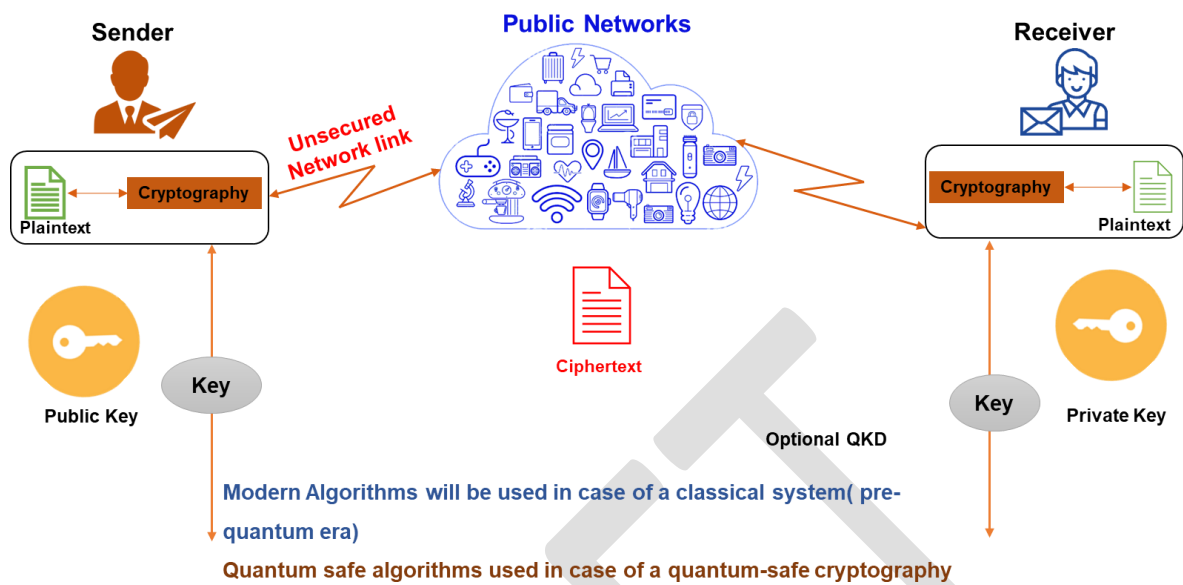 Sender
Public Networks
Receiver
Unsecured
Network link
Cryptography
Plaintext
Cryptography
Plaintext
Ciphertext
Key
Public Key
Key
Private Key
Optional QKD
Modern Algorithms will be used in case of a classical system( pre-
quantum era)
Quantum safe algorithms used in case of a quantum-safe cryptography